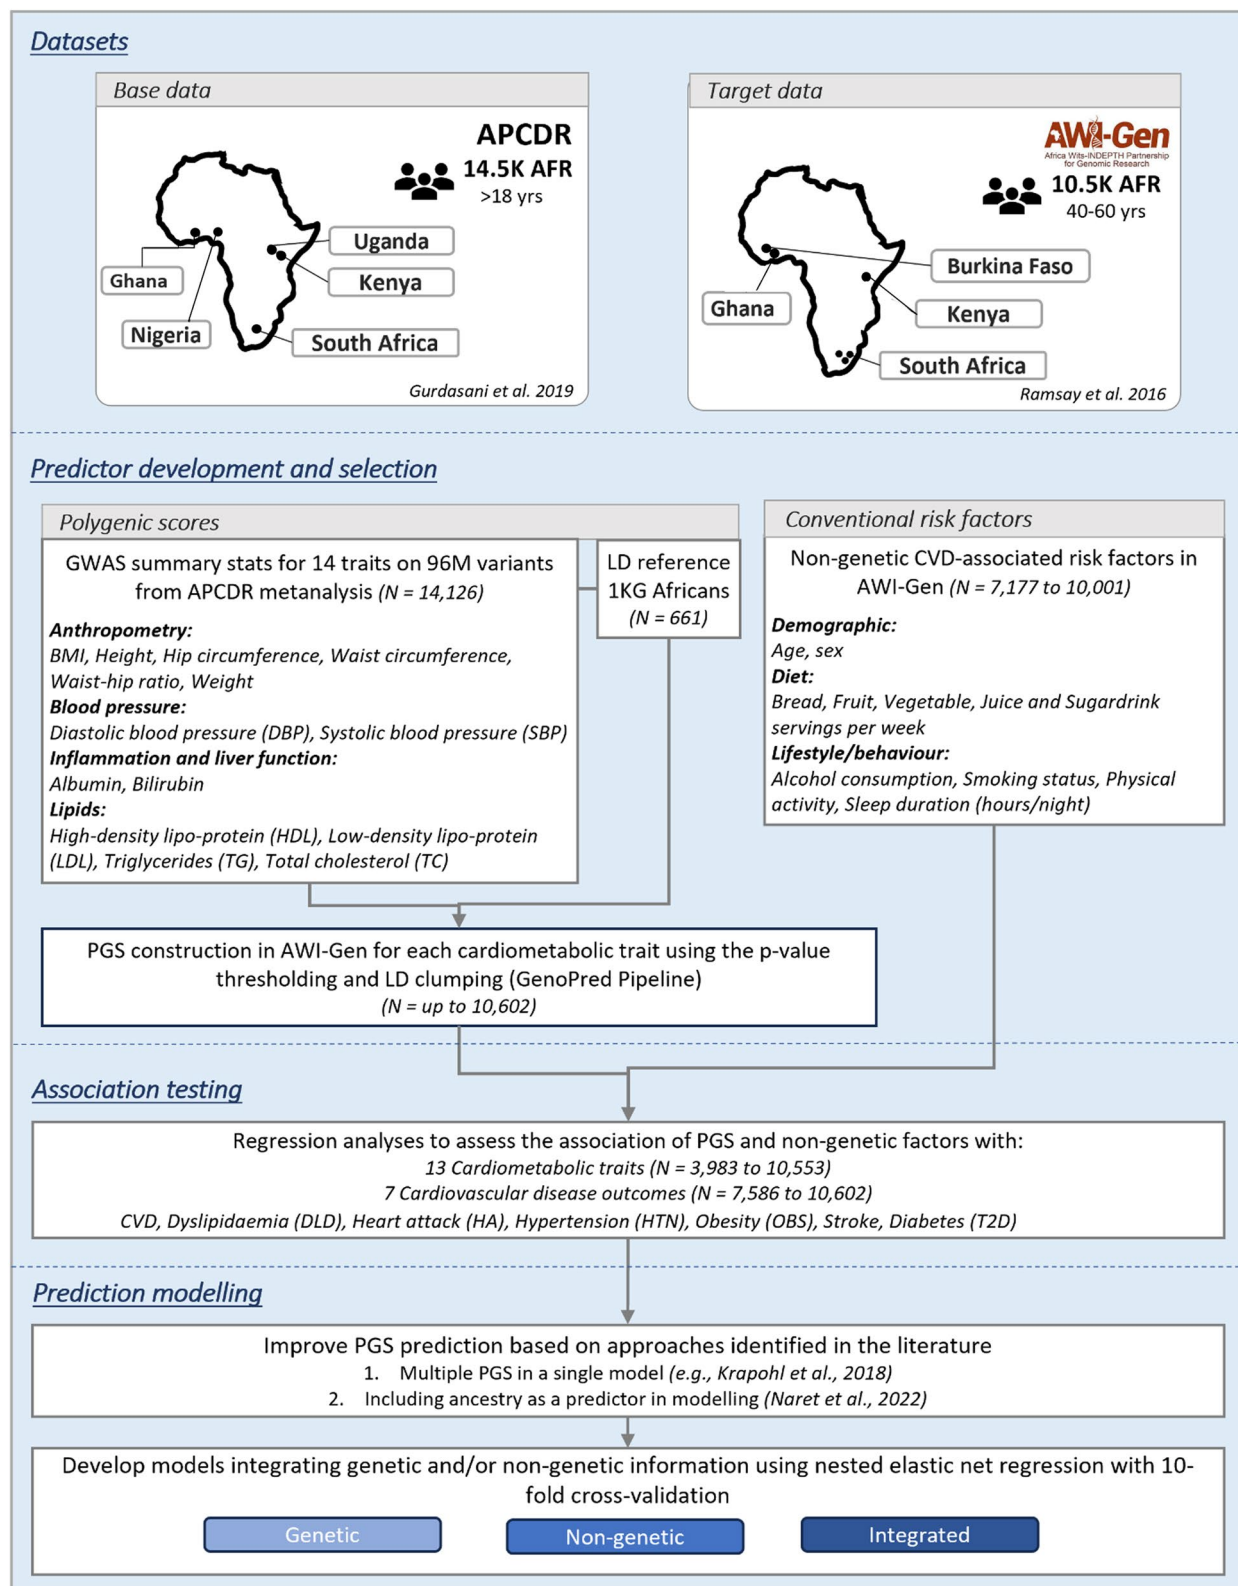 Datasets
Base data
APCDR
14.5K AFR
>18 yrs
Uganda
Ghana
Kenya
Nigeria
South Africa
Gurdasani et al. 2019
Target data
AWI-Gen
Africa Wits-INDEPTH Partnership
for Genomic Research
10.5K AFR
40-60 yrs
Burkina Faso
Ghana
Kenya
South Africa
Ramsay et al. 2016
Predictor development and selection
Polygenic scores
GWAS summary stats for 14 traits on 96M variants
from APCDR metanalysis (N = 14,126)
Anthropometry:
BMI, Height, Hip circumference, Waist circumference,
Waist-hip ratio, Weight
Blood pressure:
Diastolic blood pressure (DBP), Systolic blood pressure (SBP)
Inflammation and liver function:
Albumin, Bilirubin
Lipids:
High-density lipo-protein (HDL), Low-density lipo-protein
(LDL), Triglycerides (TG), Total cholesterol (TC)
LD reference
1KG Africans
(N = 661)
Conventional risk factors
Non-genetic CVD-associated risk factors in
AWI-Gen (N = 7,177 to 10,001)
Demographic:
Age, sex
Diet:
Bread, Fruit, Vegetable, Juice and Sugardrink
servings per week
Lifestyle/behaviour:
Alcohol consumption, Smoking status, Physical
activity, Sleep duration (hours/night)
PGS construction in AWI-Gen for each cardiometabolic trait using the p-value
thresholding and LD clumping (GenoPred Pipeline)
(N = up to 10,602)
Association testing
Regression analyses to assess the association of PGS and non-genetic factors with:
13 Cardiometabolic traits (N = 3,983 to 10,553)
7 Cardiovascular disease outcomes (N = 7,586 to 10,602)
CVD, Dyslipidaemia (DLD), Heart attack (HA), Hypertension (HTN), Obesity (OBS), Stroke, Diabetes (T2D)
Prediction modelling
Improve PGS prediction based on approaches identified in the literature
1. Multiple PGS in a single model (e.g., Krapohl et al., 2018)
2. Including ancestry as a predictor in modelling (Naret et al., 2022)
Develop models integrating genetic and/or non-genetic information using nested elastic net regression with 10-
fold cross-validation
Genetic
Non-genetic
Integrated